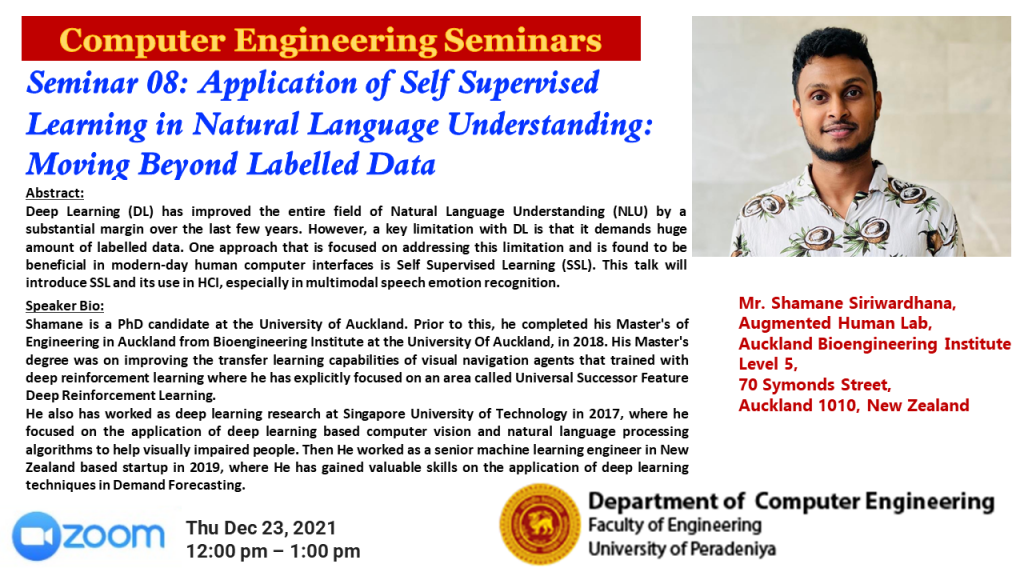 Computer Engineering Seminars
Seminar 08: Application of Self Supervised
Learning in Natural Language Understanding:
Moving Beyond Labelled Data
Abstract:
Deep Learning (DL) has improved the entire field of Natural Language Understanding (NLU) by a
substantial margin over the last few years. However, a key limitation with DL is that it demands huge
amount of labelled data. One approach that is focused on addressing this limitation and is found to be
beneficial in modern-day human computer interfaces is Self Supervised Learning (SSL). This talk will
introduce SSL and its use in HCI, especially in multimodal speech emotion recognition.
Speaker Bio:
Shamane is a PhD candidate at the University of Auckland. Prior to this, he completed his Master's of
Engineering in Auckland from Bioengineering Institute at the University Of Auckland, in 2018. His Master's
degree was on improving the transfer learning capabilities of visual navigation agents that trained with
deep reinforcement learning where he has explicitly focused on an area called Universal Successor Feature
Deep Reinforcement Learning.
He also has worked as deep learning research at Singapore University of Technology in 2017, where he
focused on the application of deep learning based computer vision and natural language processing
algorithms to help visually impaired people. Then He worked as a senior machine learning engineer in New
Zealand based startup in 2019, where He has gained valuable skills on the application of deep learning
techniques in Demand Forecasting.
Mr. Shamane Siriwardhana,
Augmented Human Lab,
Auckland Bioengineering Institute
Level 5,
70 Symonds Street,
Auckland 1010, New Zealand
zoom
Thu Dec 23, 2021
12:00 pm – 1:00 pm
Department of Computer Engineering
Faculty of Engineering
University of Peradeniya